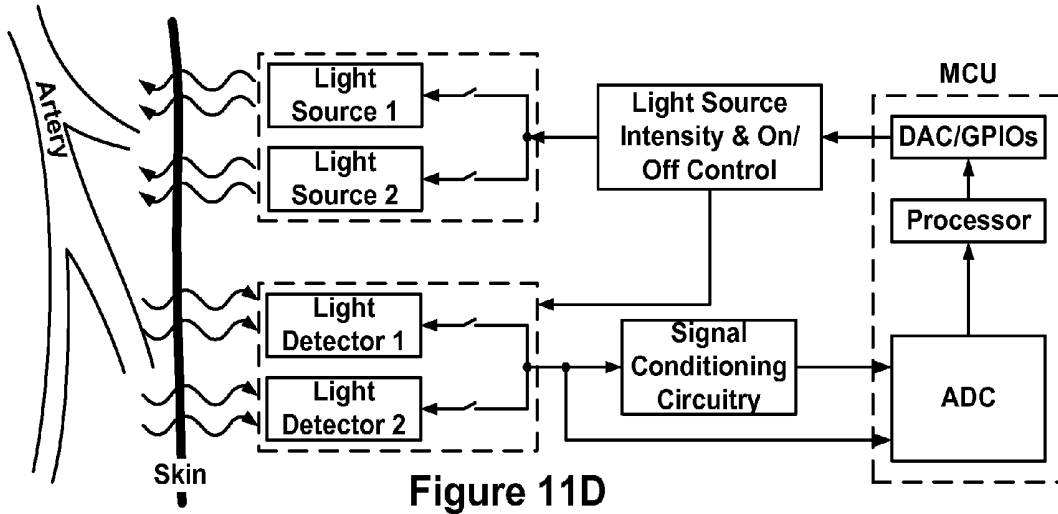 Artery
Light
Source 1
Light
Source 2
Light Source
Intensity & On/
Off Control
MCU
DAC/GPIOs
Processor
ADC
Light
Detector 1
Light
Detector 2
Signal
Conditioning
Circuitry
Skin
Figure 11D